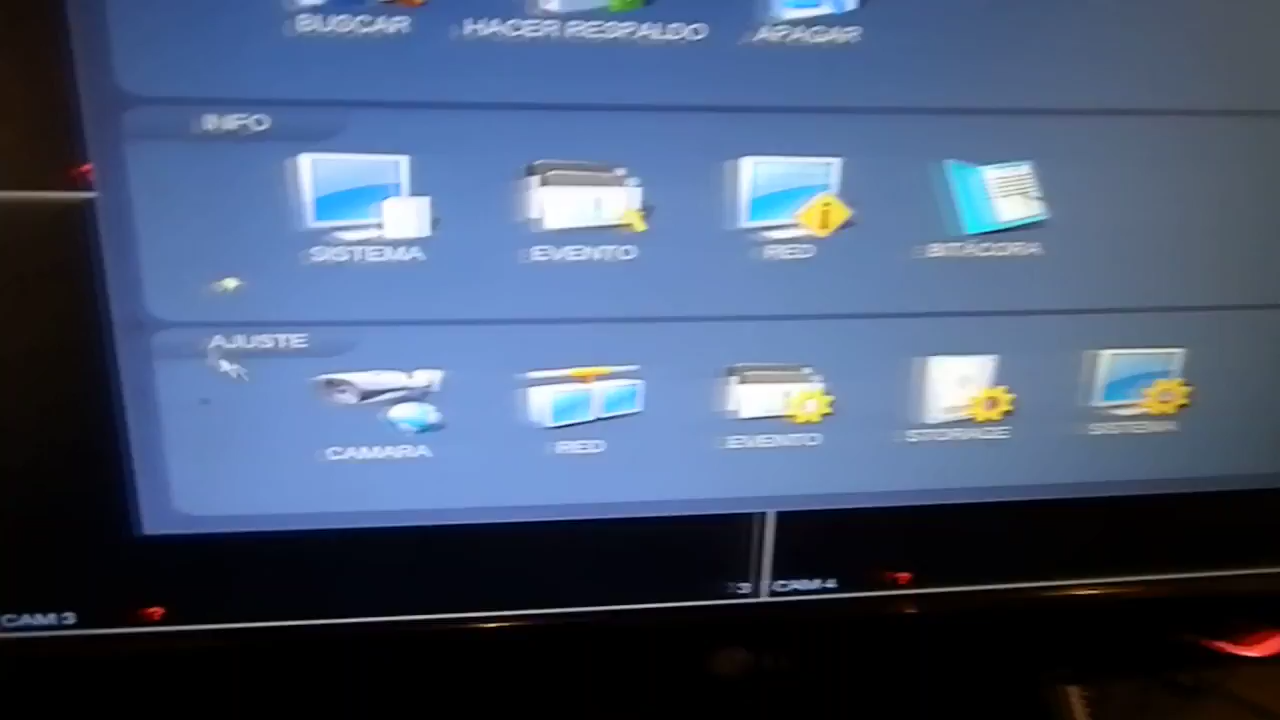 BUSCAR HACER RESPALDO APAGAR
INFO
SISTEMA EVENTO RED BITÁCORA
AJUSTE
CAMARA RED EVENTO STORAGE SISTEMA
CAM 3 CAM 4